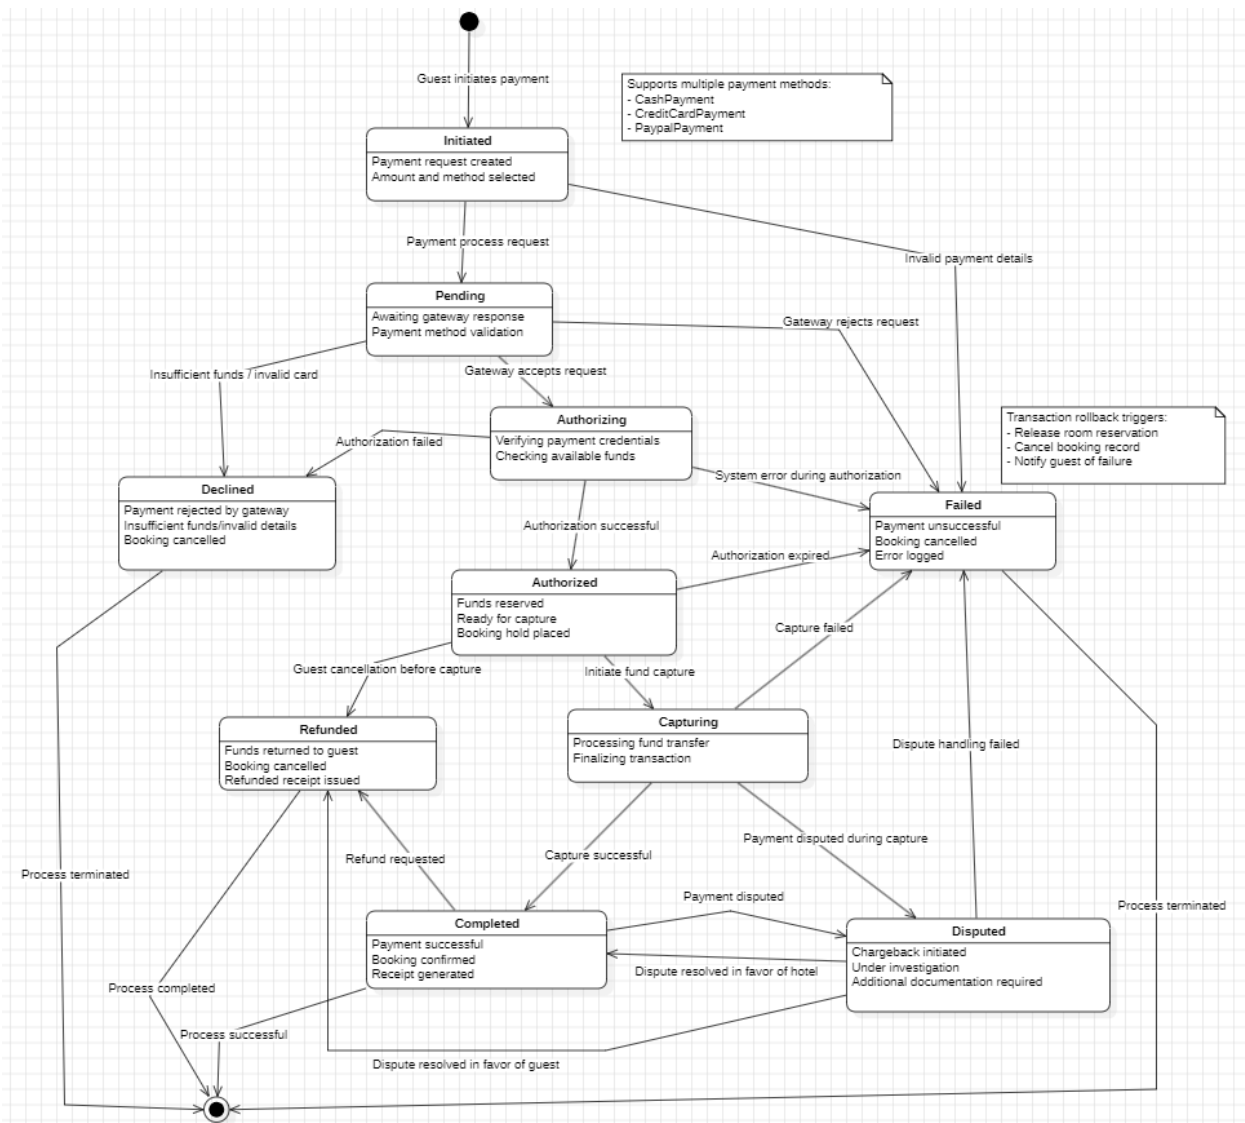 Guest initiates payment
Supports multiple payment methods:
- CashPayment
- CreditCardPayment
- PaypalPayment
Initiated
Payment request created
Amount and method selected
Payment process request
Invalid payment details
Pending
Awaiting gateway response
Payment method validation
Gateway rejects request
Insufficient funds / invalid card
Gateway accepts request
Transaction rollback triggers:
- Release room reservation
- Cancel booking record
- Notify guest of failure
Authorizing
Verifying payment credentials
Checking available funds
Authorization failed
System error during authorization
Declined
Payment rejected by gateway
Insufficient funds/invalid details
Booking cancelled
Failed
Payment unsuccessful
Booking cancelled
Error logged
Authorization successful
Authorization expired
Authorized
Funds reserved
Ready for capture
Booking hold placed
Capture failed
Guest cancellation before capture
Initiate fund capture
Refunded
Funds returned to guest
Booking cancelled
Refunded receipt issued
Capturing
Processing fund transfer
Finalizing transaction
Dispute handling failed
Payment disputed during capture
Refund requested
Capture successful
Process terminated
Payment disputed
Process terminated
Completed
Payment successful
Booking confirmed
Receipt generated
Disputed
Chargeback initiated
Under investigation
Additional documentation required
Dispute resolved in favor of hotel
Process completed
Process successful
Dispute resolved in favor of guest